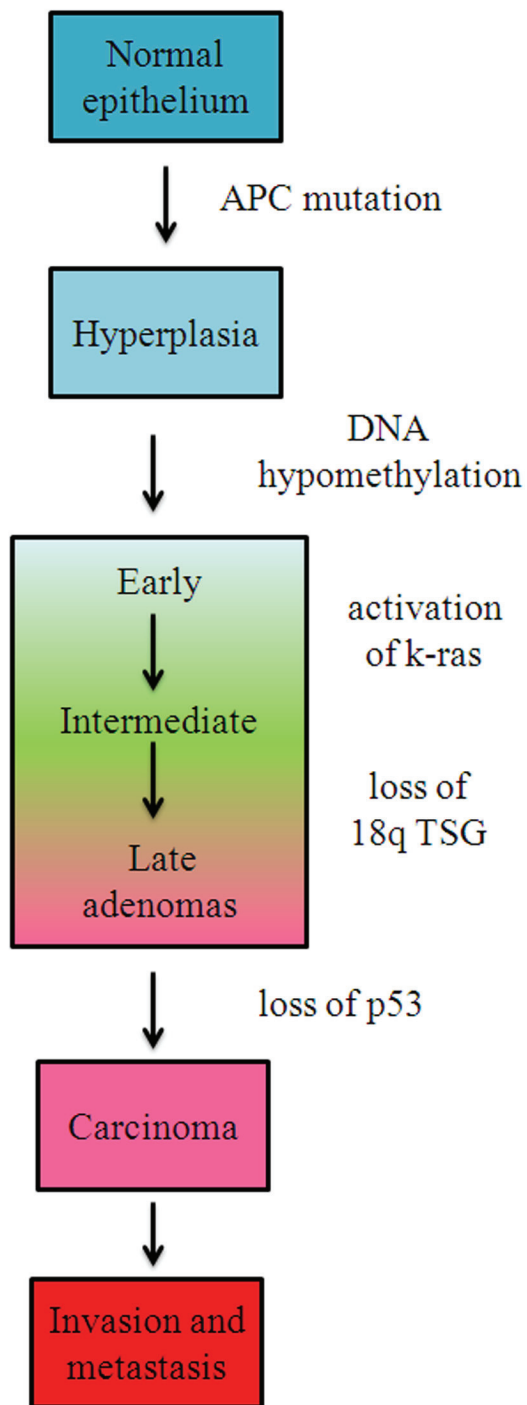 Normal
epithelium
APC mutation
Hyperplasia
DNA
hypomethylation
Early
activation
of k-ras
Intermediate
loss of
18q TSG
Late
adenomas
loss of p53
Carcinoma
Invasion and
metastasis